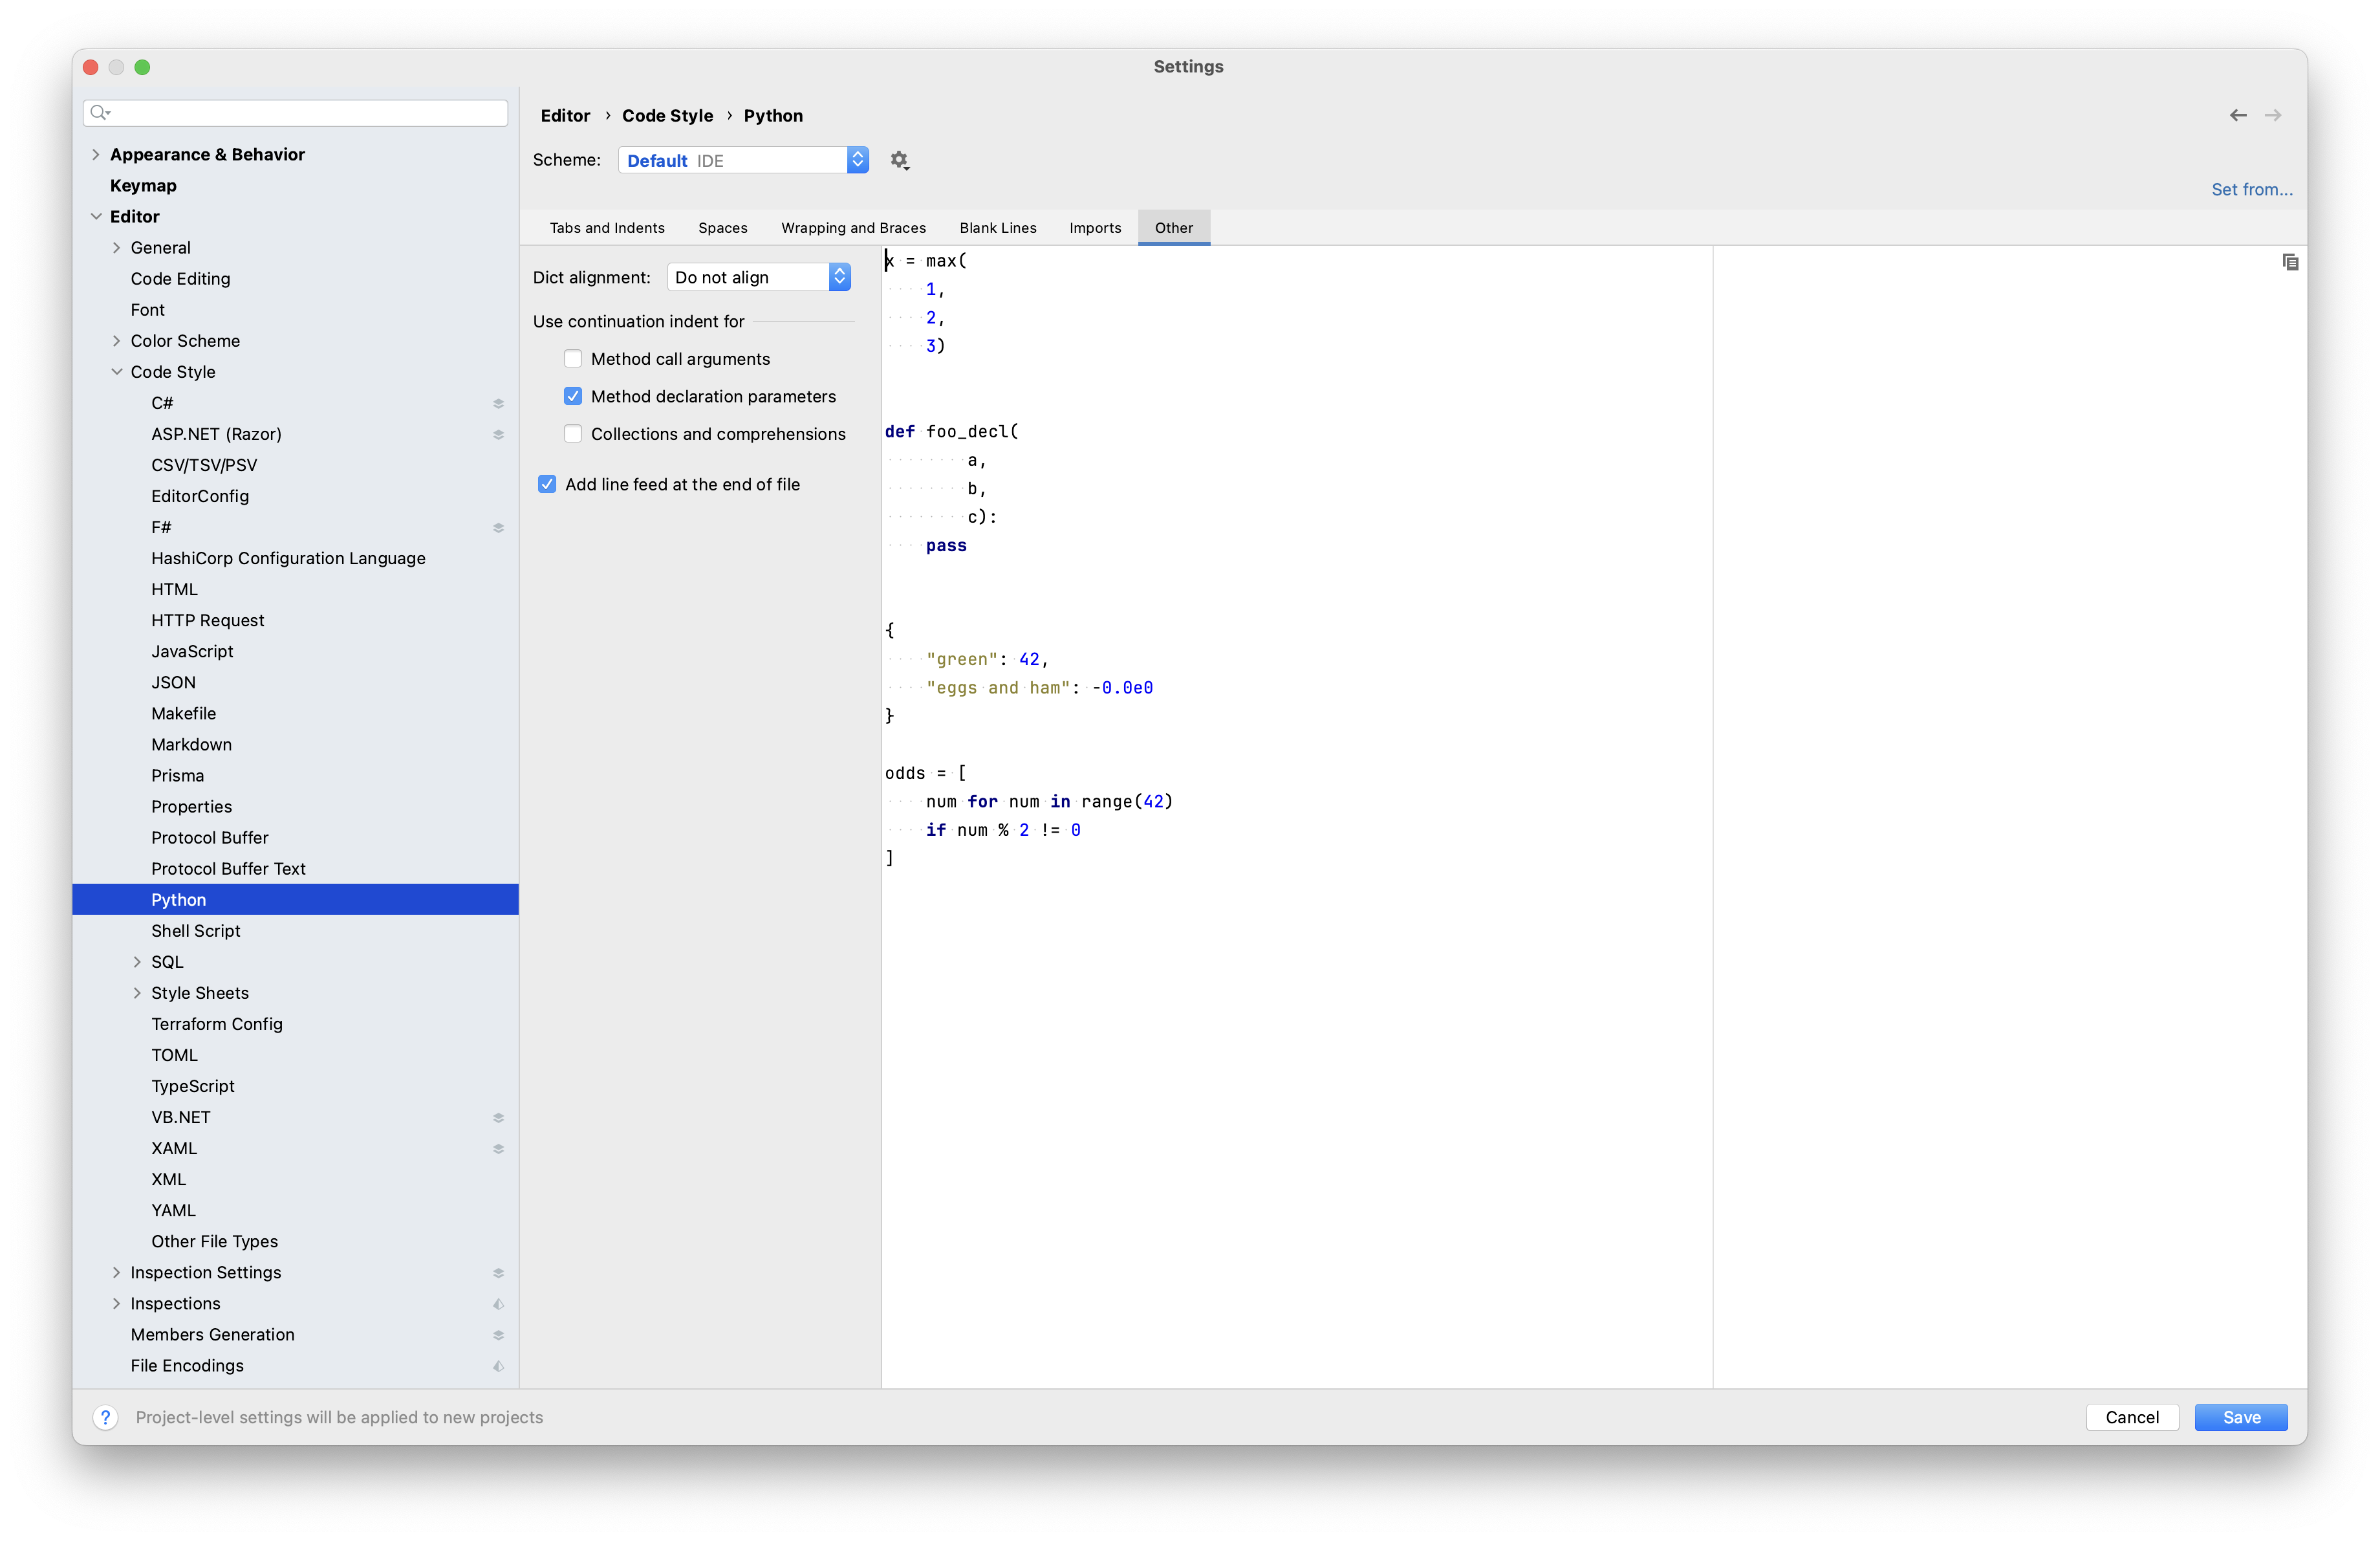 Settings
Appearance & Behavior
Keymap
Editor
General
Code Editing
Font
Color Scheme
Code Style
C#
ASP.NET (Razor)
CSV/TSV/PSV
EditorConfig
F#
HashiCorp Configuration Language
HTML
HTTP Request
JavaScript
JSON
Makefile
Markdown
Prisma
Properties
Protocol Buffer
Protocol Buffer Text
Python
Shell Script
SQL
Style Sheets
Terraform Config
TOML
TypeScript
VB.NET
XAML
XML
YAML
Other File Types
Inspection Settings
Inspections
Members Generation
File Encodings
Editor › Code Style › Python
Scheme: Default IDE
Set from...
Tabs and Indents Spaces Wrapping and Braces Blank Lines Imports Other
Dict alignment: Do not align
Use continuation indent for
Method call arguments
Method declaration parameters
Collections and comprehensions
Add line feed at the end of file
x = max(
    1,
    2,
    3)
def foo_decl(
        a,
        b,
        c):
    pass
{
    "green": 42,
    "eggs and ham": -0.0e0
}
odds = [
    num for num in range(42)
    if num % 2 != 0
]
? Project-level settings will be applied to new projects
Cancel Save